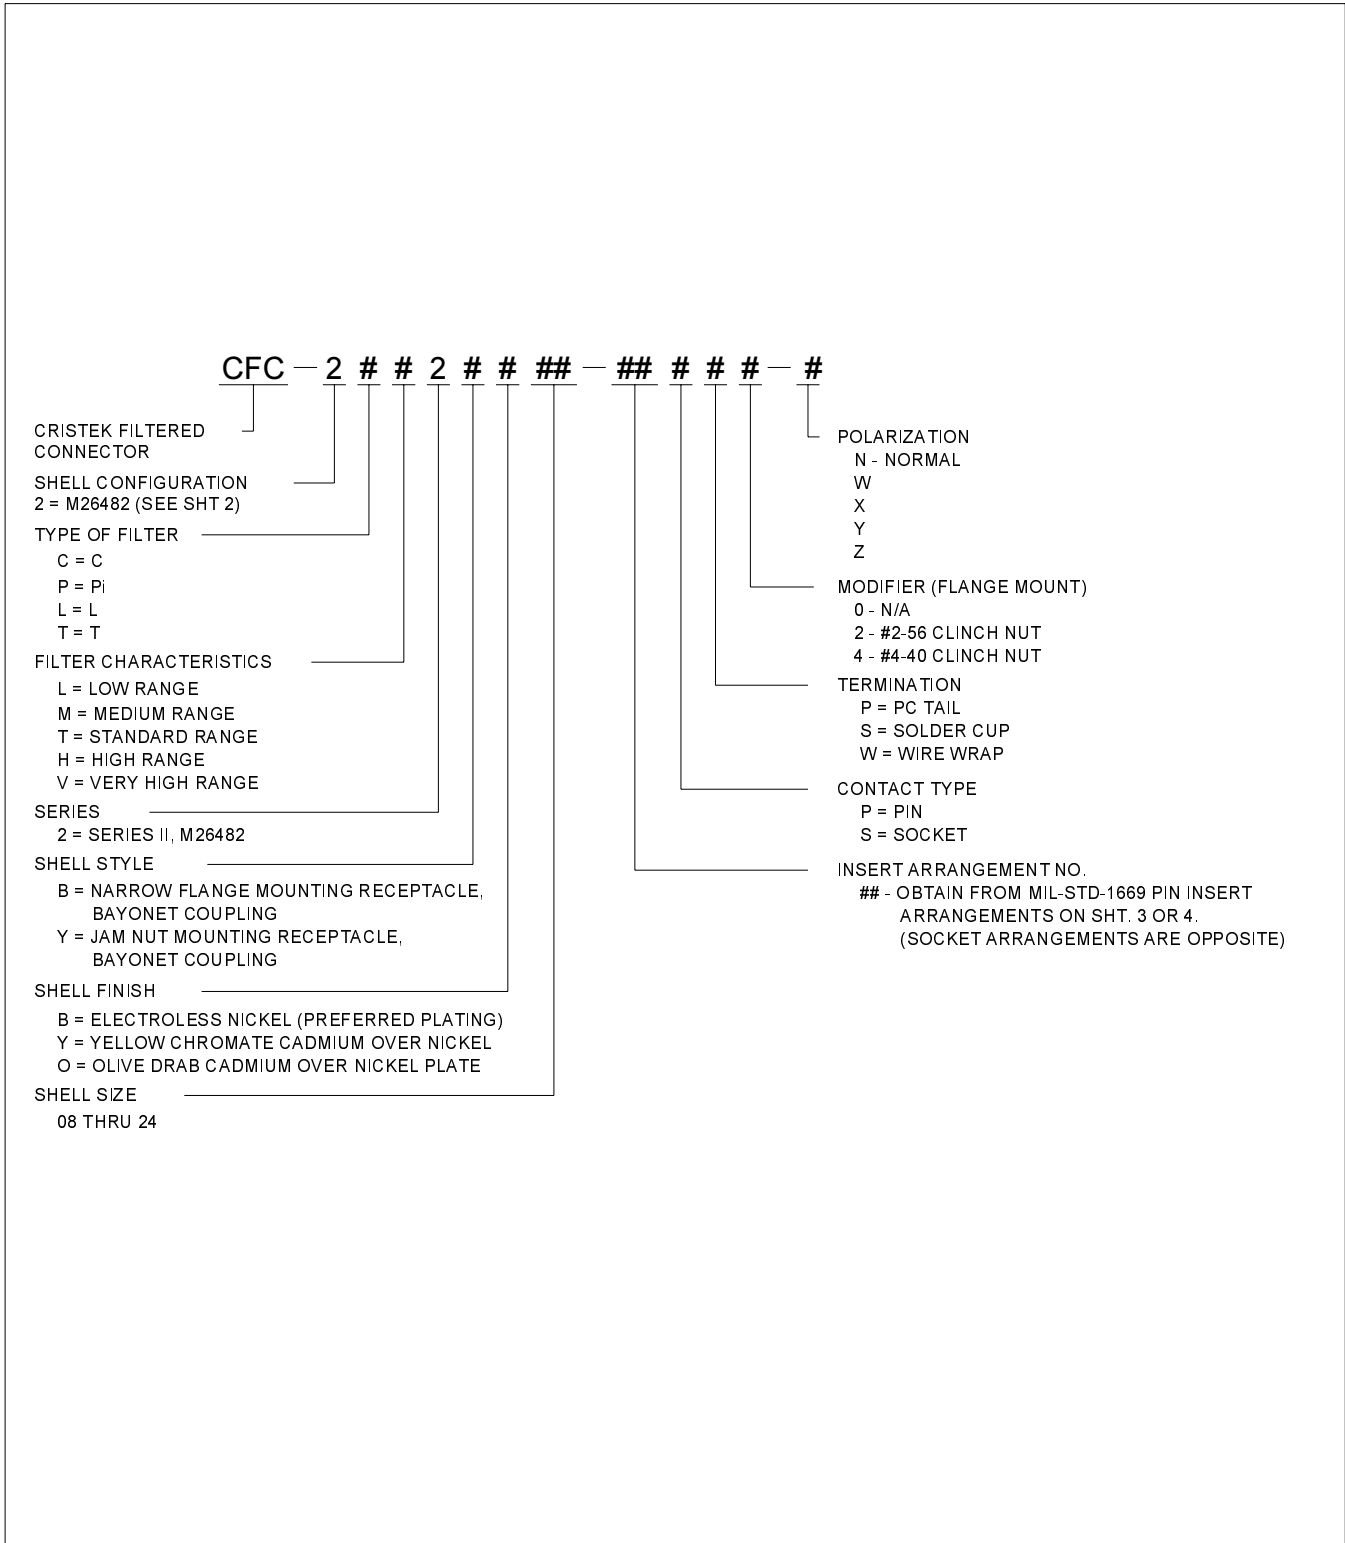 CFC — 2 # # 2 # # ## — ## # # # — #
CRISTEK FILTERED
CONNECTOR
SHELL CONFIGURATION
2 = M26482 (SEE SHT 2)
TYPE OF FILTER
C = C
P = Pi
L = L
T = T
FILTER CHARACTERISTICS
L = LOW RANGE
M = MEDIUM RANGE
T = STANDARD RANGE
H = HIGH RANGE
V = VERY HIGH RANGE
SERIES
2 = SERIES II, M26482
SHELL STYLE
B = NARROW FLANGE MOUNTING RECEPTACLE,
BAYONET COUPLING
Y = JAM NUT MOUNTING RECEPTACLE,
BAYONET COUPLING
SHELL FINISH
B = ELECTROLESS NICKEL (PREFERRED PLATING)
Y = YELLOW CHROMATE CADMIUM OVER NICKEL
O = OLIVE DRAB CADMIUM OVER NICKEL PLATE
SHELL SIZE
08 THRU 24
POLARIZATION
N - NORMAL
W
X
Y
Z
MODIFIER (FLANGE MOUNT)
0 - N/A
2 - #2-56 CLINCH NUT
4 - #4-40 CLINCH NUT
TERMINATION
P = PC TAIL
S = SOLDER CUP
W = WIRE WRAP
CONTACT TYPE
P = PIN
S = SOCKET
INSERT ARRANGEMENT NO.
## - OBTAIN FROM MIL-STD-1669 PIN INSERT
ARRANGEMENTS ON SHT. 3 OR 4.
(SOCKET ARRANGEMENTS ARE OPPOSITE)